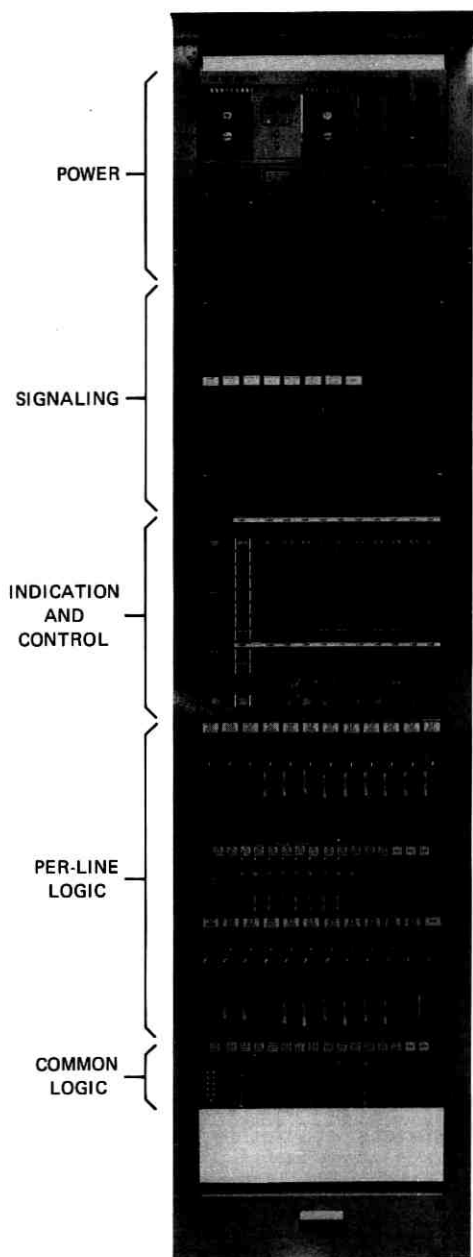 POWER
SIGNALING
INDICATION
AND
CONTROL
PER-LINE
LOGIC
COMMON
LOGIC